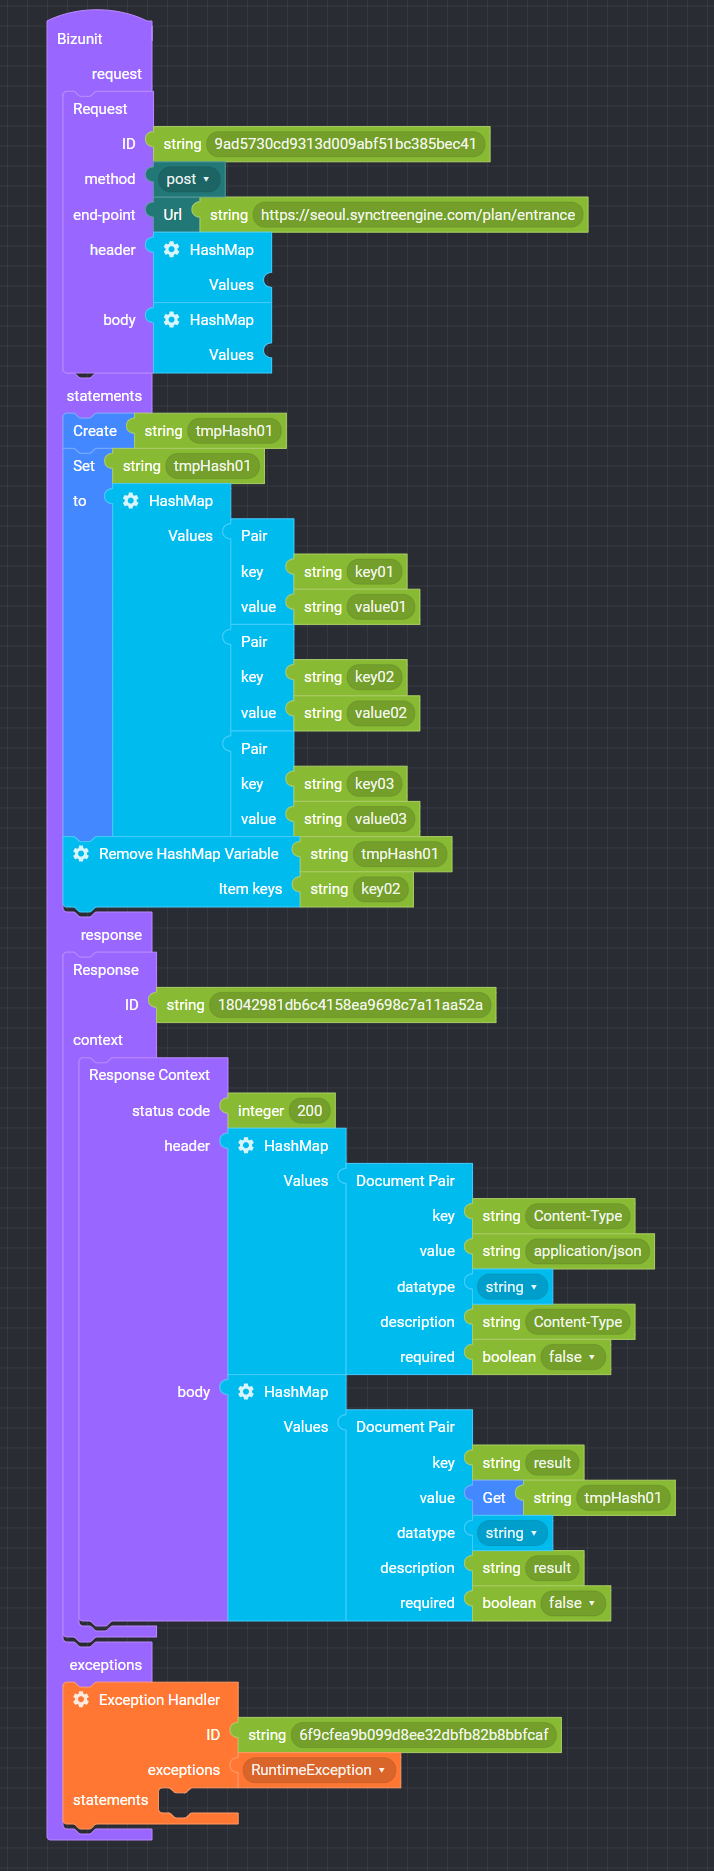 Bizunit
request
Request
ID string 9ad5730cd9313d009abf51bc385bec41
method post
end-point Url string https://seoul.synctreengine.com/plan/entrance
header HashMap
Values
body HashMap
Values
statements
Create string tmpHash01
Set string tmpHash01
to HashMap
Values Pair
key string key01
value string value01
Pair
key string key02
value string value02
Pair
key string key03
value string value03
Remove HashMap Variable string tmpHash01
Item keys string key02
response
Response
ID string 18042981db6c4158ea9698c7a11aa52a
context
Response Context
status code integer 200
header HashMap
Values Document Pair
key string Content-Type
value string application/json
datatype string
description string Content-Type
required boolean false
body HashMap
Values Document Pair
key string result
value Get string tmpHash01
datatype string
description string result
required boolean false
exceptions
Exception Handler
ID string 6f9cfea9b099d8ee32dbfb82b8bbfcaf
exceptions RuntimeException
statements